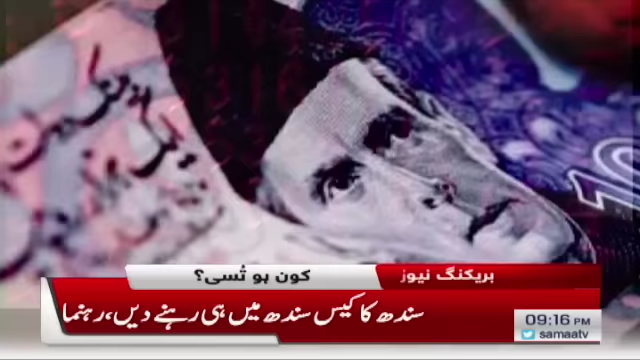 بریکنگ نیوز
کون ہو تُسی؟
سندھ کا کیس سندھ میں ہی رہنے دیں، رہنما
09:16 PM
samaatv